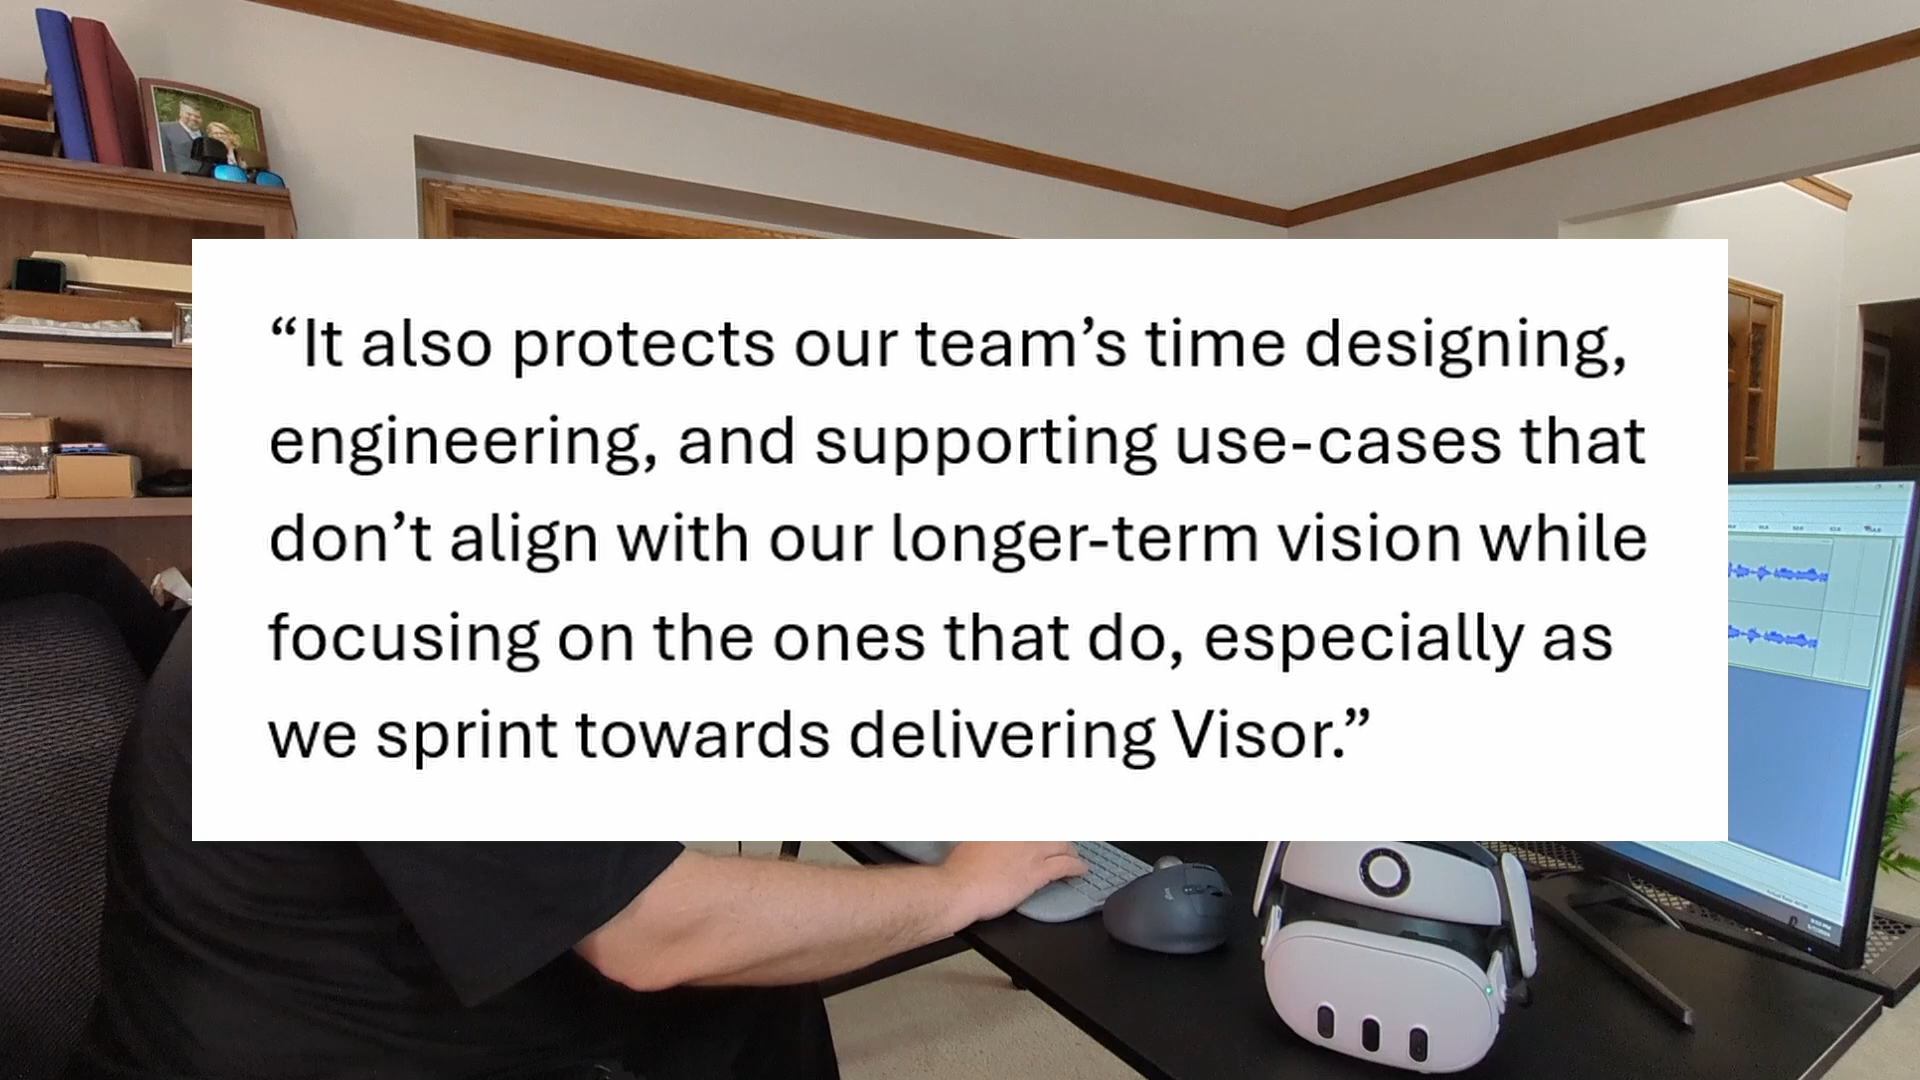 “It also protects our team’s time designing,
engineering, and supporting use-cases that
don’t align with our longer-term vision while
focusing on the ones that do, especially as
we sprint towards delivering Visor.”